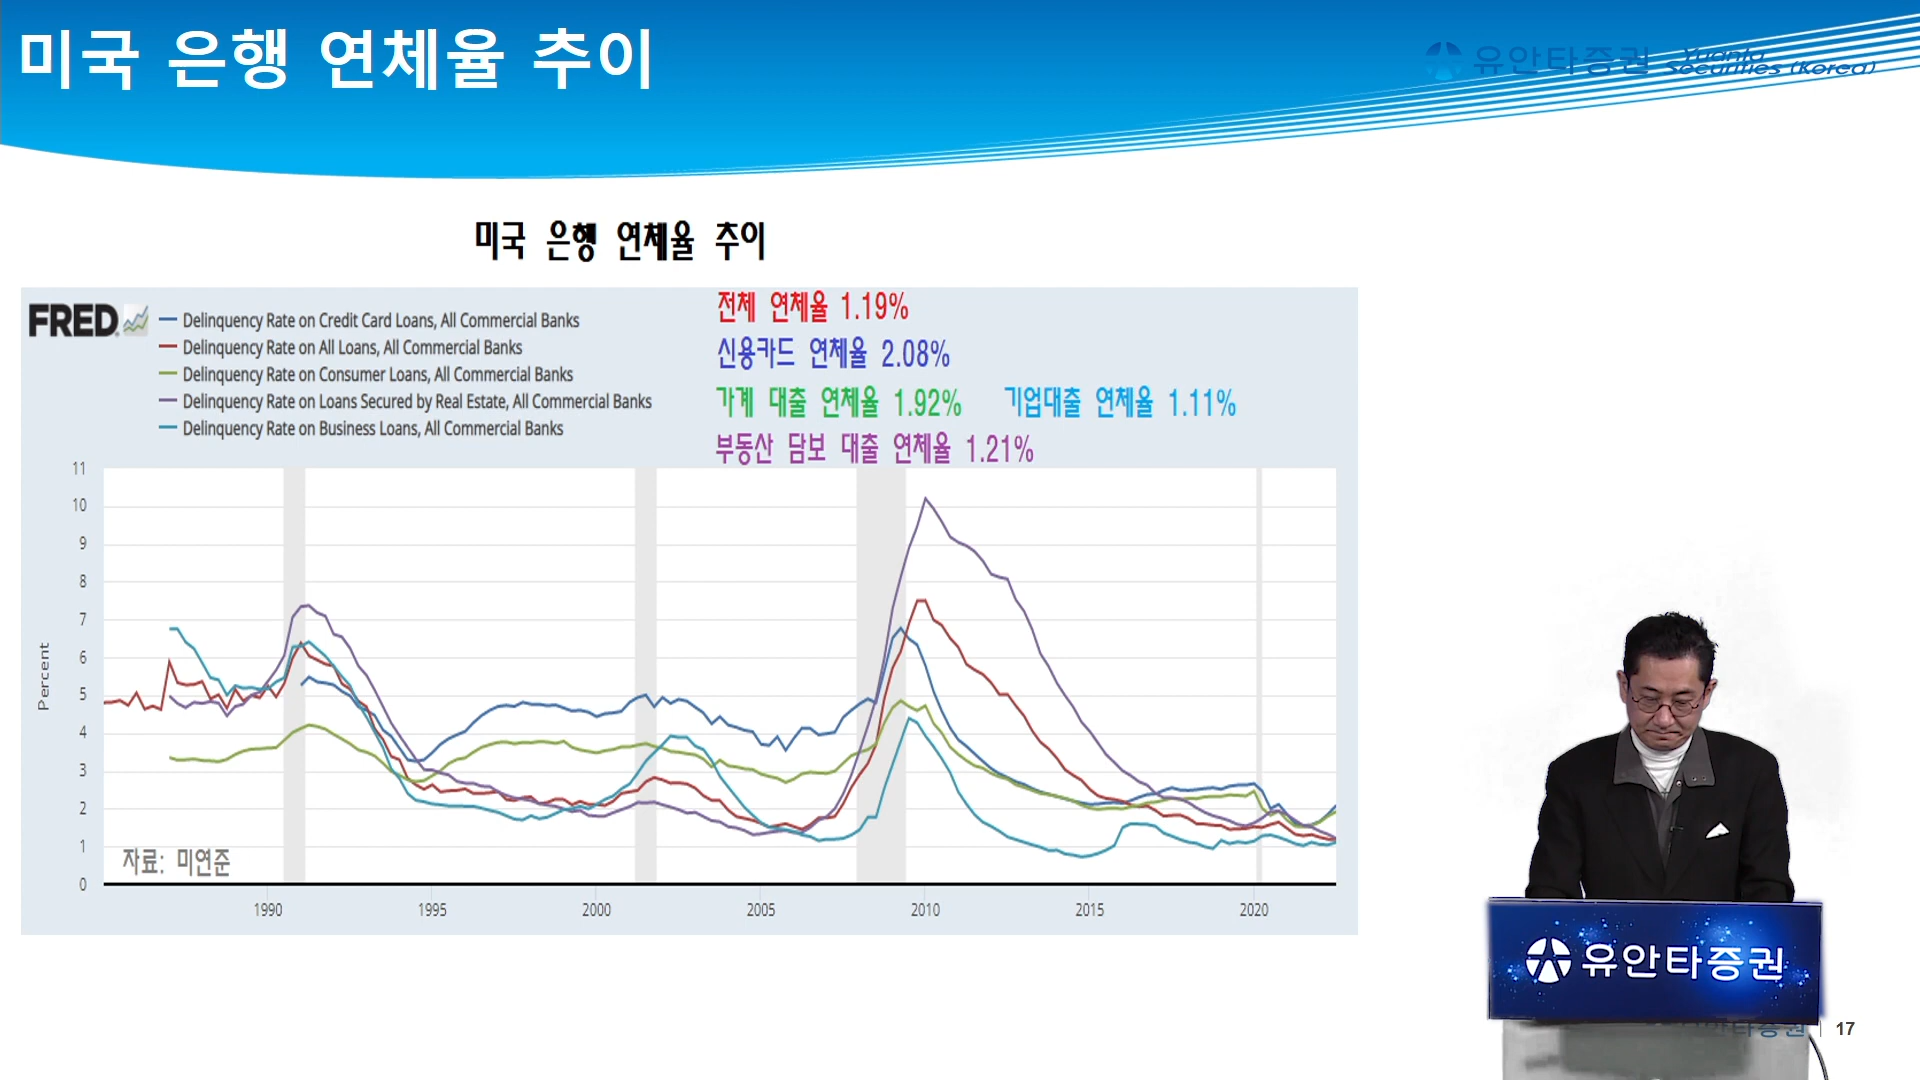 미국 은행 연체율 추이
유안타증권 Yuanta Securities (Korea)
미국 은행 연체율 추이
FRED
Delinquency Rate on Credit Card Loans, All Commercial Banks
Delinquency Rate on All Loans, All Commercial Banks
Delinquency Rate on Consumer Loans, All Commercial Banks
Delinquency Rate on Loans Secured by Real Estate, All Commercial Banks
Delinquency Rate on Business Loans, All Commercial Banks
전체 연체율 1.19%
신용카드 연체율 2.08%
가계 대출 연체율 1.92% 기업대출 연체율 1.11%
부동산 담보 대출 연체율 1.21%
Percent
11
10
9
8
7
6
5
4
3
2
1
0
자료: 미연준
1990 1995 2000 2005 2010 2015 2020
유안타증권
유안타증권 17